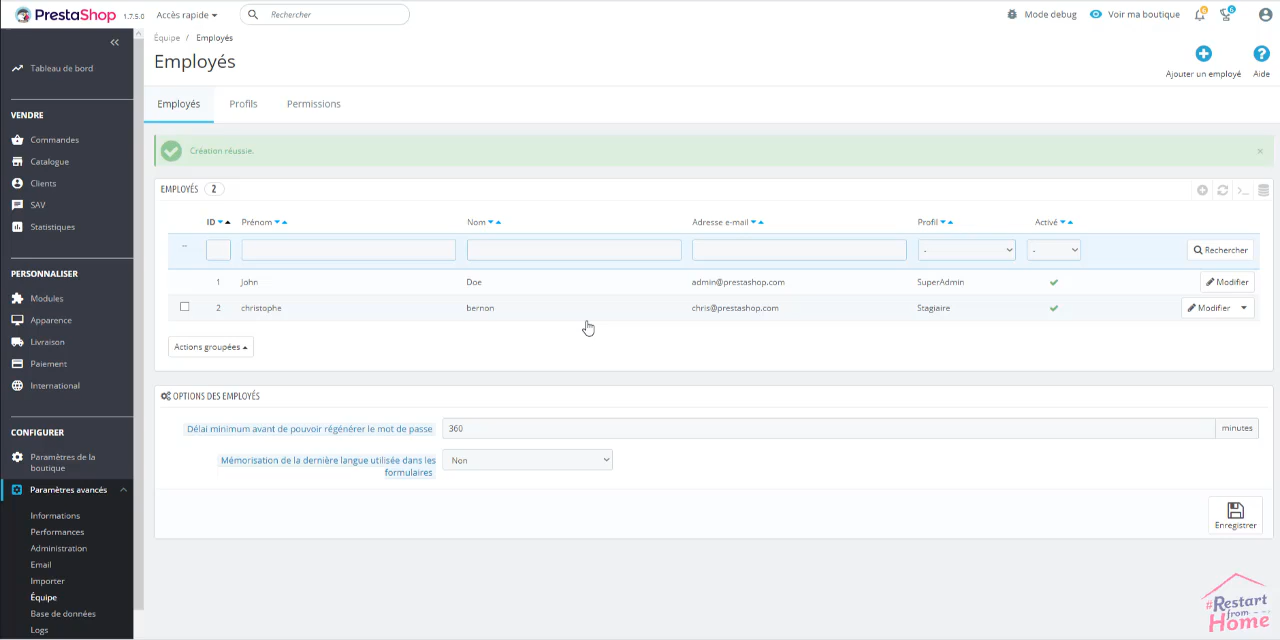 PrestaShop 1.7.5.0 Accès rapide Rechercher Mode debug Voir ma boutique 6 6
Équipe / Employés
Employés
Ajouter un employé Aide
Employés Profils Permissions
Création réussie.
Tableau de bord
VENDRE
Commandes
Catalogue
Clients
SAV
Statistiques
PERSONNALISER
Modules
Apparence
Livraison
Paiement
International
CONFIGURER
Paramètres de la
boutique
Paramètres avancés
Informations
Performances
Administration
Email
Importer
Équipe
Base de données
Logs
EMPLOYÉS 2
ID Prénom Nom Adresse e-mail Profil Activé
-- - - Rechercher
1 John Doe admin@prestashop.com SuperAdmin Modifier
2 christophe bernon chris@prestashop.com Stagiaire Modifier
Actions groupées
OPTIONS DES EMPLOYÉS
Délai minimum avant de pouvoir régénérer le mot de passe 360 minutes
Mémorisation de la dernière langue utilisée dans les Non
formulaires
Enregistrer
#Restart
from
Home